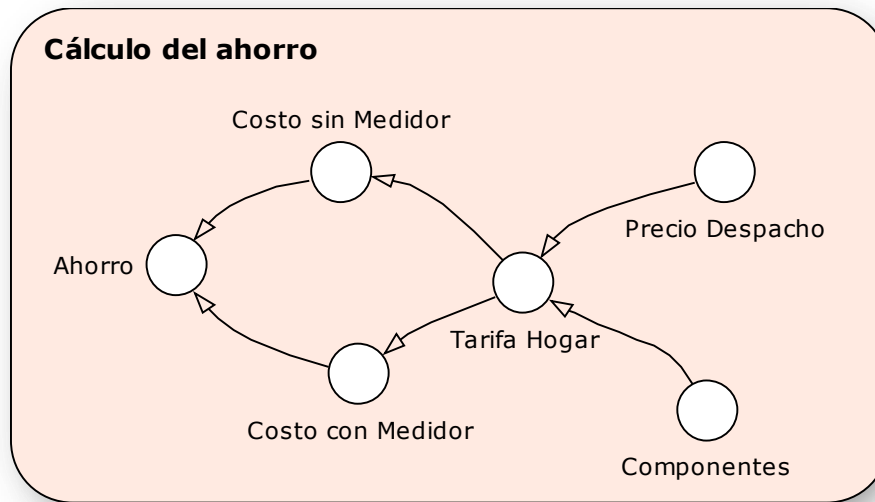 Cálculo del ahorro
Costo sin Medidor
Precio Despacho
Ahorro
Tarifa Hogar
Costo con Medidor
Componentes